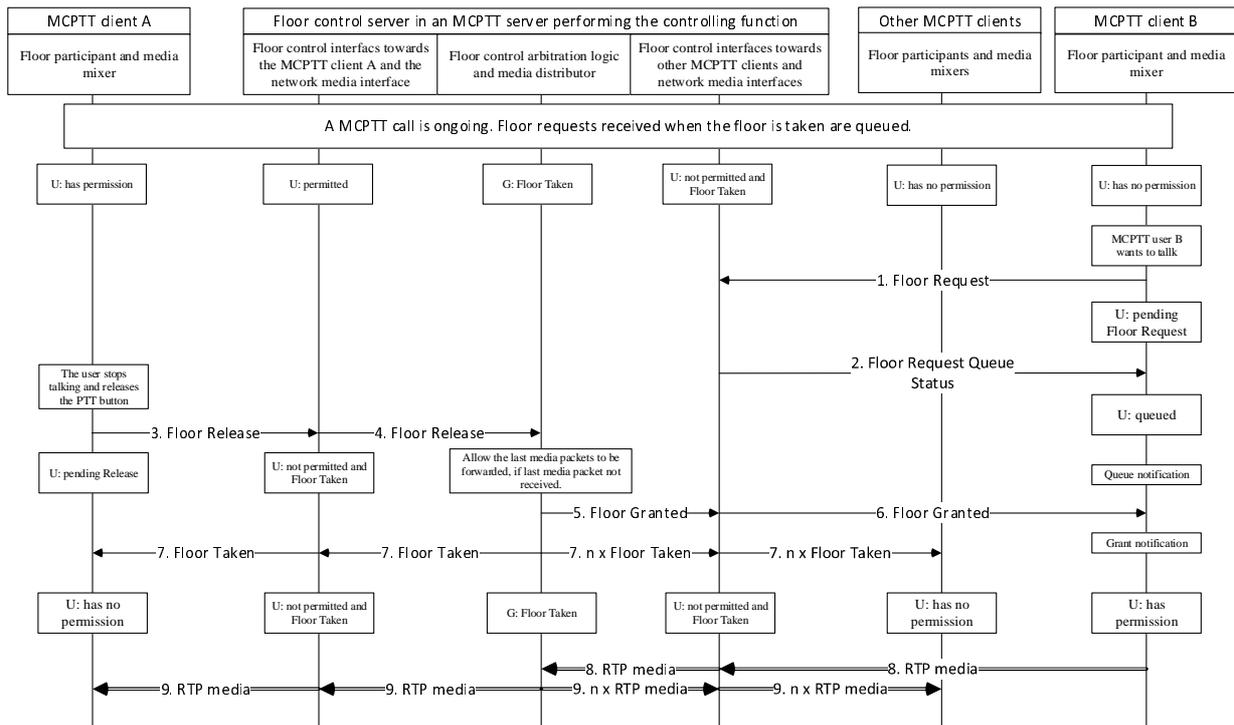 MCPTT client A
Floor control server in an MCPTT server performing the controlling function
Other MCPTT clients
MCPTT client B
Floor participant and media
mixer
Floor control interfacs towards
the MCPTT client A and the
network media interface
Floor control arbitration logic
and media distributor
Floor control interfaces towards
other MCPTT clients and
network media interfaces
Floor participants and media
mixers
Floor participant and media
mixer
A MCPTT call is ongoing. Floor requests received when the floor is taken are queued.
U: has permission
U: permitted
G: Floor Taken
U: not permitted and
Floor Taken
U: has no permission
U: has no permission
MCPTT user B
wants to tallk
1. Floor Request
U: pending
Floor Request
2. Floor Request Queue
Status
The user stops
talking and releases
the PTT button
U: queued
3. Floor Release
4. Floor Release
U: pending Release
U: not permitted and
Floor Taken
Allow the last media packets to be
forwarded, if last media packet not
received.
Queue notification
5. Floor Granted
6. Floor Granted
Grant notification
7. Floor Taken
7. Floor Taken
7. n x Floor Taken
7. n x Floor Taken
U: has no
permission
U: not permitted and
Floor Taken
G: Floor Taken
U: not permitted and
Floor Taken
U: has no
permission
U: has
permission
8. RTP media
8. RTP media
9. RTP media
9. RTP media
9. n x RTP media
9. n x RTP media